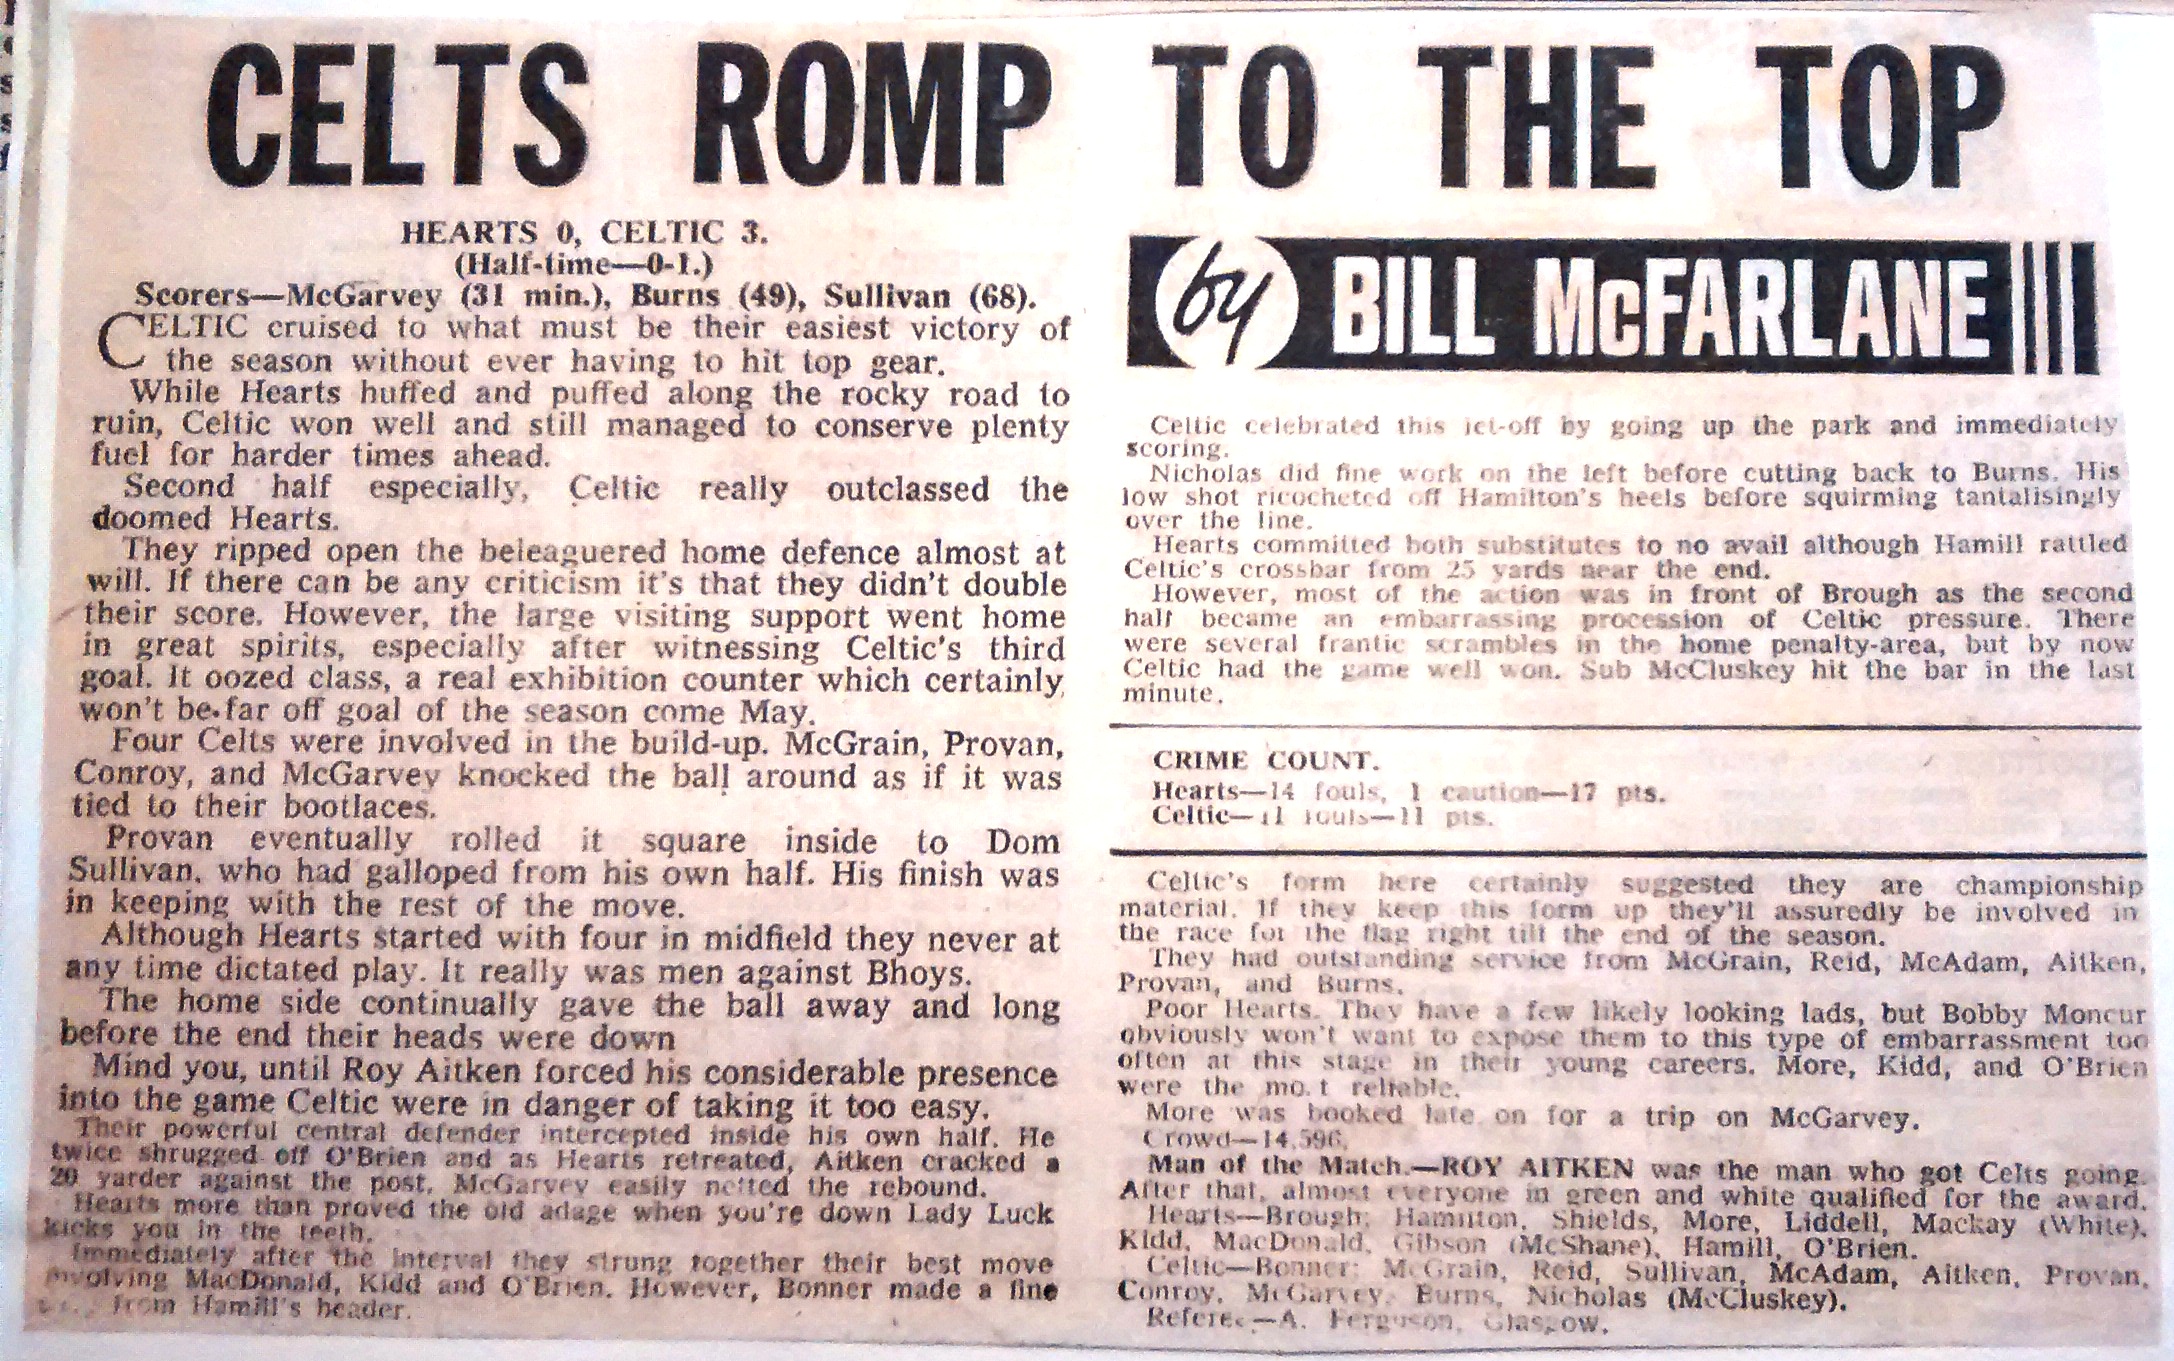 CELTS ROMP TO THE TOP
HEARTS 0, CELTIC 3.
(Half-time—0-1.)
Scorers—McGarvey (31 min.), Burns (49), Sullivan (68).
CELTIC cruised to what must be their easiest victory of
the season without ever having to hit top gear.
While Hearts huffed and puffed along the rocky road to
ruin, Celtic won well and still managed to conserve plenty
fuel for harder times ahead.
Second half especially, Celtic really outclassed the
doomed Hearts.
They ripped open the beleaguered home defence almost at
will. If there can be any criticism it's that they didn't double
their score. However, the large visiting support went home
in great spirits, especially after witnessing Celtic's third
goal. It oozed class, a real exhibition counter which certainly
won't be far off goal of the season come May.
Four Celts were involved in the build-up. McGrain, Provan,
Conroy, and McGarvey knocked the ball around as if it was
tied to their bootlaces.
Provan eventually rolled it square inside to Dom
Sullivan, who had galloped from his own half. His finish was
in keeping with the rest of the move.
Although Hearts started with four in midfield they never at
any time dictated play. It really was men against Bhoys.
The home side continually gave the ball away and long
before the end their heads were down
Mind you, until Roy Aitken forced his considerable presence
into the game Celtic were in danger of taking it too easy.
Their powerful central defender intercepted inside his own half. He
twice shrugged off O'Brien and as Hearts retreated, Aitken cracked a
20 yarder against the post. McGarvey easily netted the rebound.
Hearts more than proved the old adage when you're down Lady Luck
kicks you in the teeth.
Immediately after the interval they strung together their best move
involving MacDonald, Kidd and O'Brien. However, Bonner made a fine
from Hamill's header.
by BILL McFARLANE
Celtic celebrated this let-off by going up the park and immediately
scoring.
Nicholas did fine work on the left before cutting back to Burns. His
low shot ricocheted off Hamilton's heels before squirming tantalisingly
over the line.
Hearts committed both substitutes to no avail although Hamill rattled
Celtic's crossbar from 25 yards near the end.
However, most of the action was in front of Brough as the second
half became an embarrassing procession of Celtic pressure. There
were several frantic scrambles in the home penalty-area, but by now
Celtic had the game well won. Sub McCluskey hit the bar in the last
minute.
CRIME COUNT.
Hearts—14 fouls, 1 caution—17 pts.
Celtic—11 fouls—11 pts.
Celtic's form here certainly suggested they are championship
material. If they keep this form up they'll assuredly be involved in
the race for the flag right till the end of the season.
They had outstanding service from McGrain, Reid, McAdam, Aitken,
Provan, and Burns.
Poor Hearts. They have a few likely looking lads, but Bobby Moncur
obviously won't want to expose them to this type of embarrassment too
often at this stage in their young careers. More, Kidd, and O'Brien
were the most reliable.
More was booked late on for a trip on McGarvey.
Crowd—14,596.
Man of the Match.—ROY AITKEN was the man who got Celts going.
After that, almost everyone in green and white qualified for the award.
Hearts—Brough; Hamilton, Shields, More, Liddell, Mackay (White),
Kidd, MacDonald, Gibson (McShane), Hamill, O'Brien.
Celtic—Bonner; McGrain, Reid, Sullivan, McAdam, Aitken, Provan,
Conroy, McGarvey, Burns, Nicholas (McCluskey).
Referee—A. Ferguson, Glasgow.